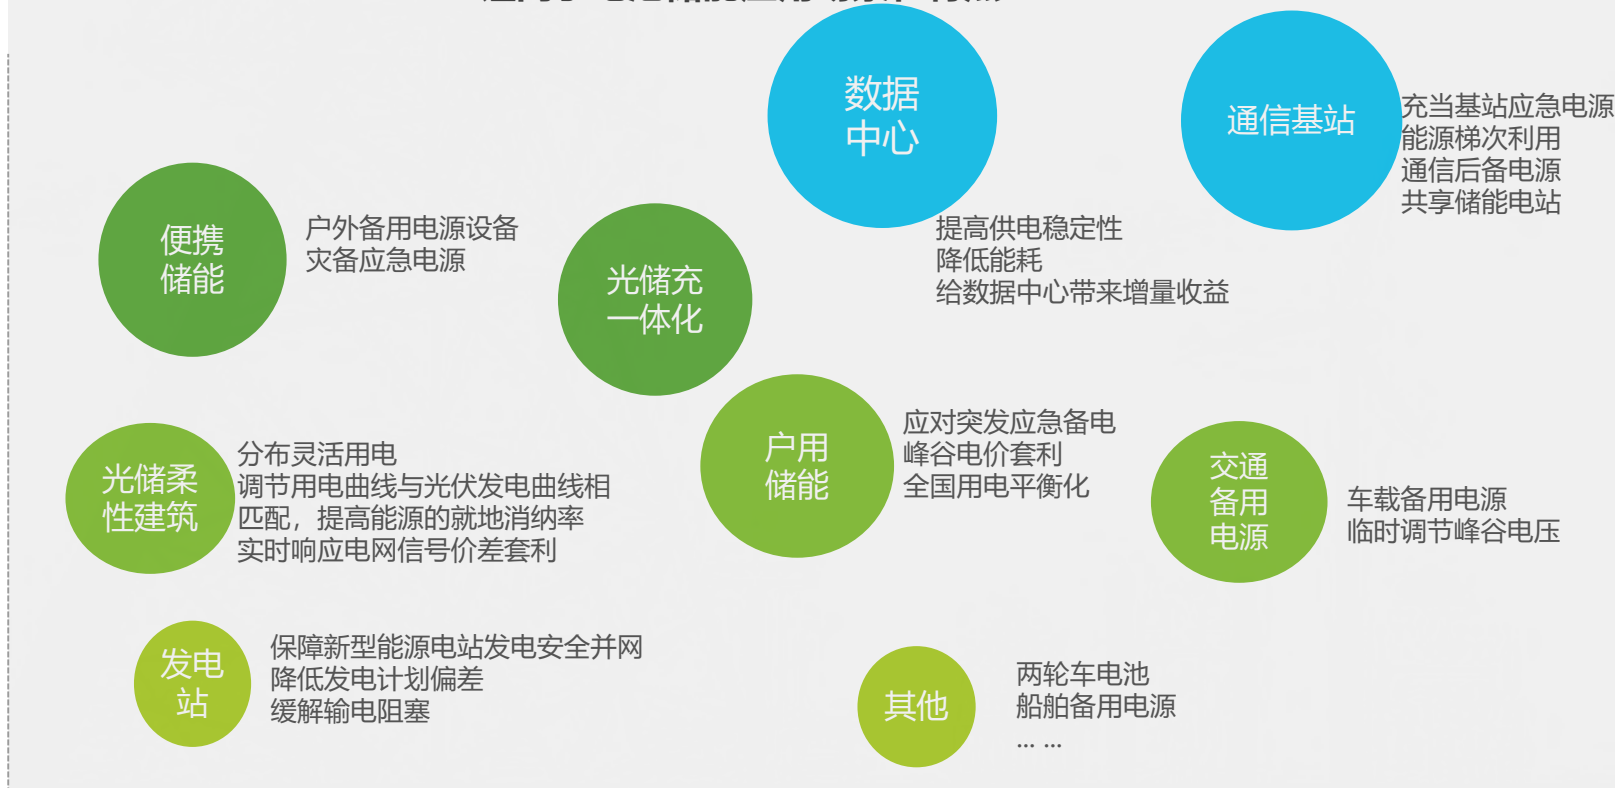 数据
中心
提高供电稳定性
降低能耗
给数据中心带来增量收益
通信基站
充当基站应急电源
能源梯次利用
通信后备电源
共享储能电站
便携
储能
户外备用电源设备
灾备应急电源
光储充
一体化
户用
储能
应对突发应急备电
峰谷电价套利
全国用电平衡化
光储柔
性建筑
分布灵活用电
调节用电曲线与光伏发电曲线相
匹配，提高能源的就地消纳率
实时响应电网信号价差套利
交通
备用
电源
车载备用电源
临时调节峰谷电压
发电
站
保障新型能源电站发电安全并网
降低发电计划偏差
缓解输电阻塞
其他
两轮车电池
船舶备用电源
... ...